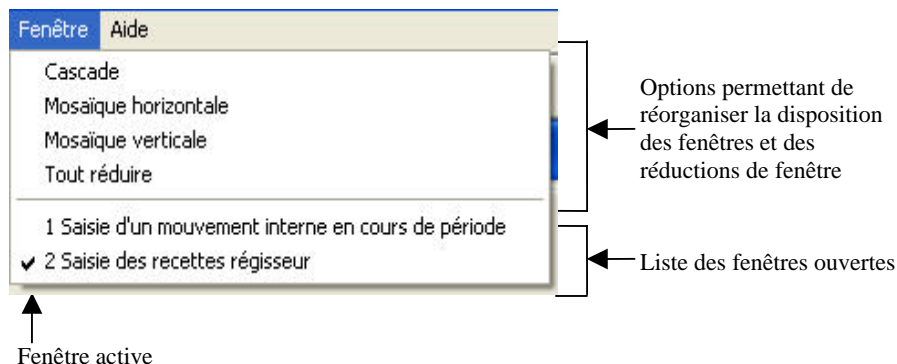 Fenêtre Aide
Cascade
Mosaïque horizontale
Mosaïque verticale
Tout réduire
1 Saisie d'un mouvement interne en cours de période
2 Saisie des recettes régisseur
Options permettant de
réorganiser la disposition
des fenêtres et des
réductions de fenêtre
Liste des fenêtres ouvertes
Fenêtre active